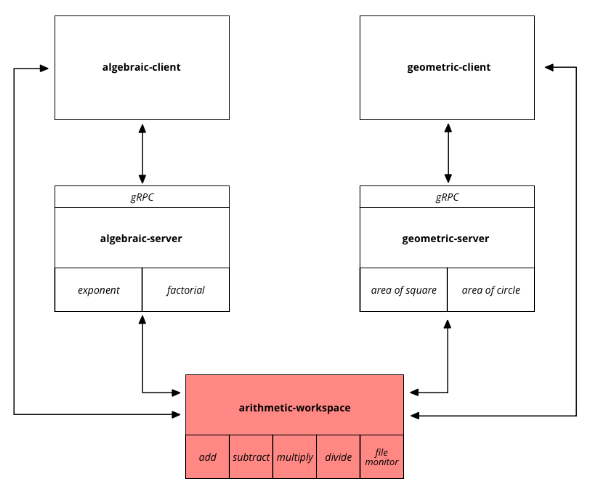 algebraic-client
geometric-client
gRPC
gRPC
algebraic-server
geometric-server
exponent
factorial
area of square
area of circle
arithmetic-workspace
add
subtract
multiply
divide
file
monitor